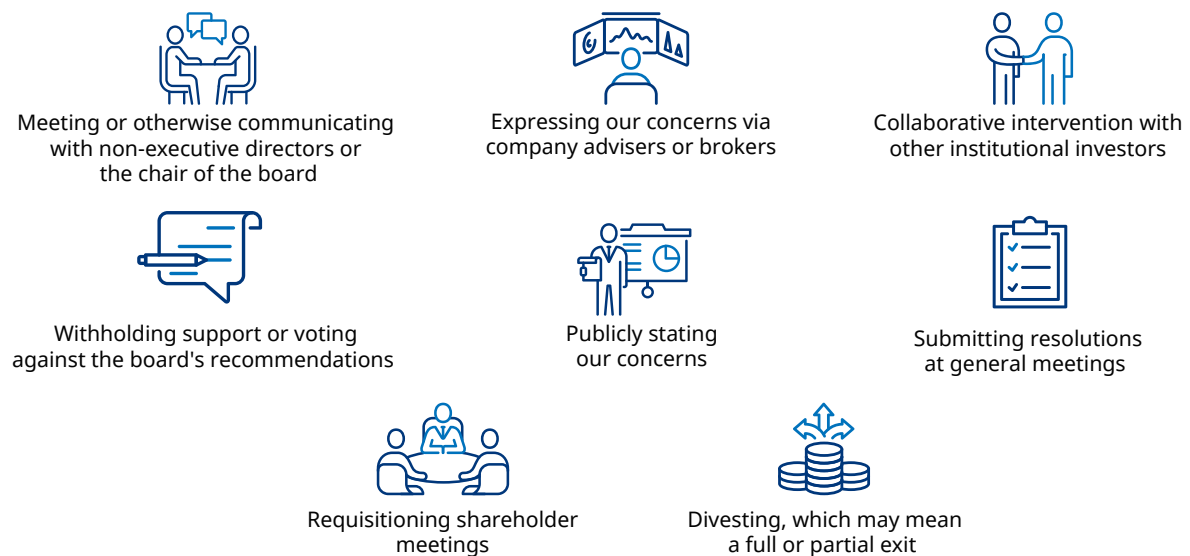 Meeting or otherwise communicating
with non-executive directors or
the chair of the board
Expressing our concerns via
company advisers or brokers
Collaborative intervention with
other institutional investors
Withholding support or voting
against the board's recommendations
Publicly stating
our concerns
Submitting resolutions
at general meetings
Requisitioning shareholder
meetings
Divesting, which may mean
a full or partial exit